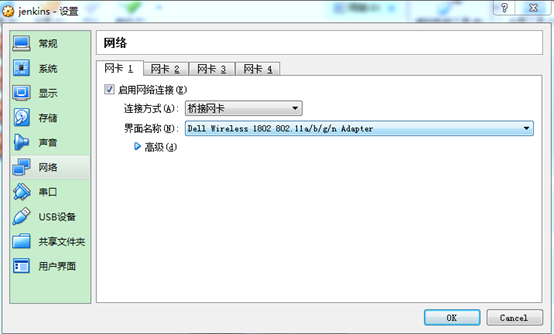 jenkins - 设置
常规
系统
显示
存储
声音
网络
串口
USB设备
共享文件夹
用户界面
网络
网卡 1 网卡 2 网卡 3 网卡 4
启用网络连接(E)
连接方式(A): 桥接网卡
界面名称(N): Dell Wireless 1802 802.11a/b/g/n Adapter
高级(d)
OK Cancel